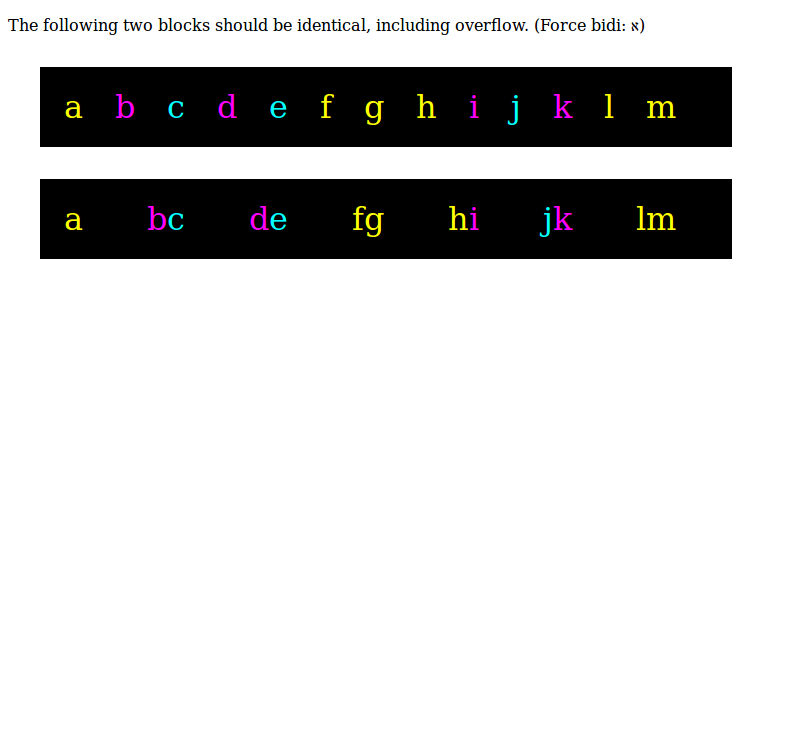 The following two blocks should be identical, including overflow. (Force bidi: א)
a b c d e f g h i j k l m
a bc de fg hi jk lm